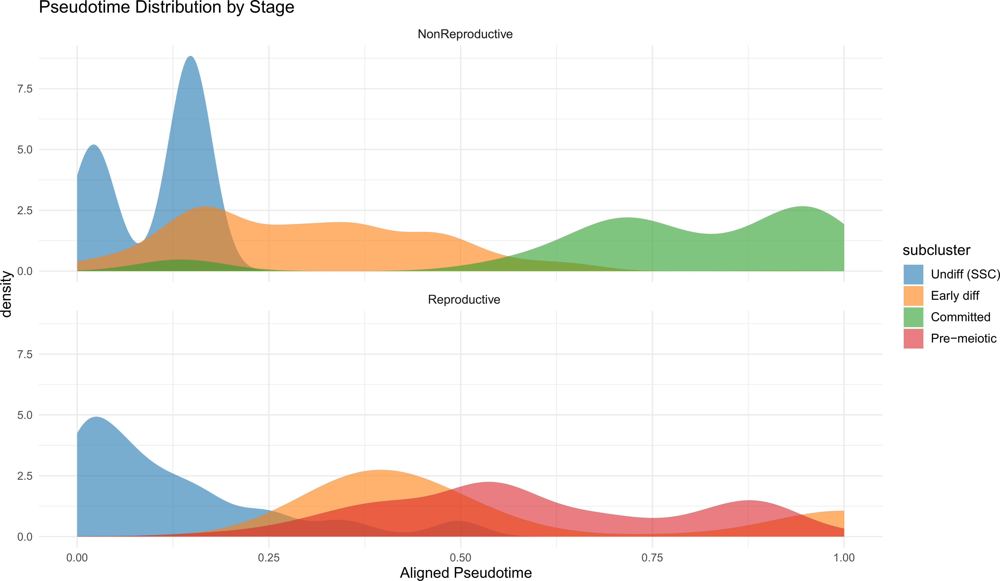 Pseudotime Distribution by Stage
NonReproductive
7.5
5.0
2.5
0.0
Reproductive
7.5
5.0
2.5
0.0
density
0.00 0.25 0.50 0.75 1.00
Aligned Pseudotime
subcluster
Undiff (SSC)
Early diff
Committed
Pre−meiotic